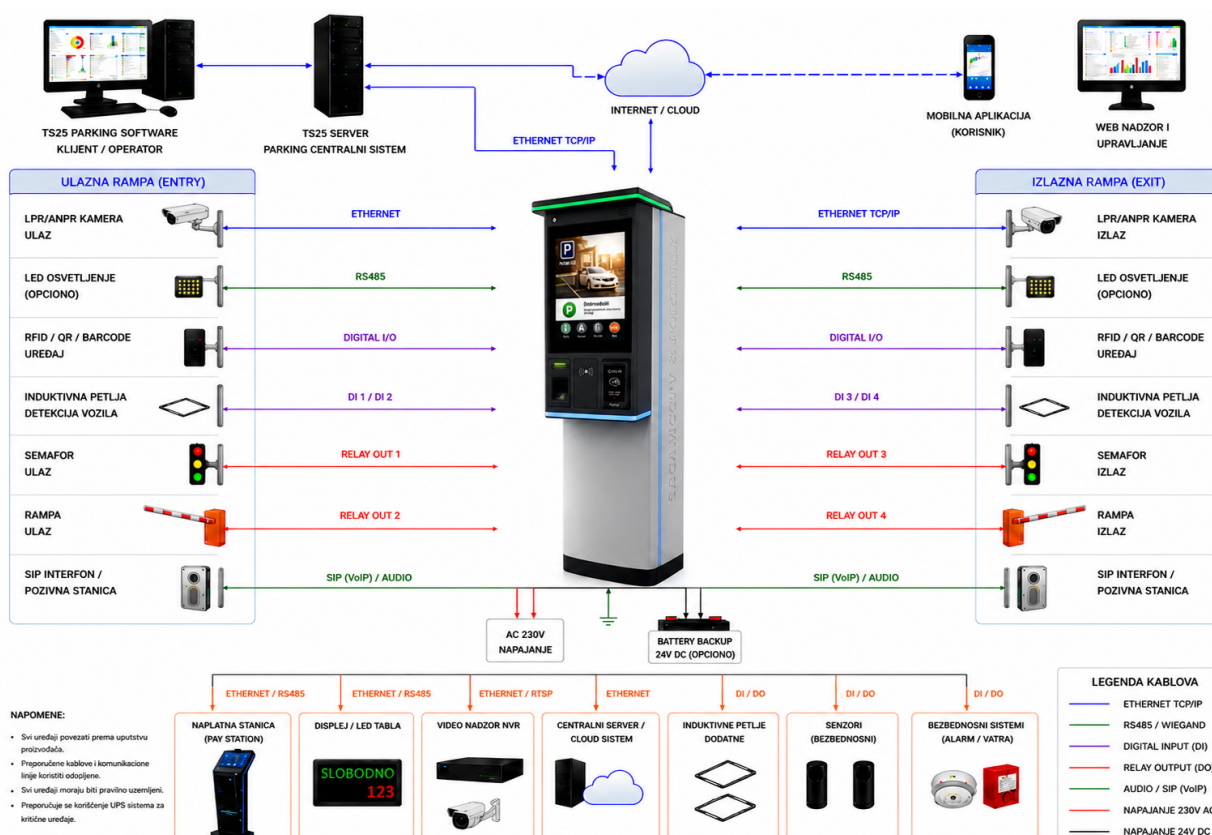 TS25 PARKING SOFTWARE
KLIJENT / OPERATOR
TS25 SERVER
PARKING CENTRALNI SISTEM
INTERNET / CLOUD
MOBILNA APLIKACIJA
(KORISNIK)
WEB NADZOR I
UPRAVLJANJE
ETHERNET TCP/IP
ULAZNA RAMPA (ENTRY)
LPR/ANPR KAMERA
ULAZ
ETHERNET
LED OSVETLJENJE
(OPCIONO)
RS485
RFID / QR / BARCODE
UREĐAJ
DIGITAL I/O
INDUKTIVNA PETLJA
DETEKCIJA VOZILA
DI 1 / DI 2
SEMAFOR
ULAZ
RELAY OUT 1
RAMPA
ULAZ
RELAY OUT 2
SIP INTERFON /
POZIVNA STANICA
SIP (VoIP) / AUDIO
P
P
Dobrodošli
IZLAZNA RAMPA (EXIT)
ETHERNET TCP/IP
LPR/ANPR KAMERA
IZLAZ
RS485
LED OSVETLJENJE
(OPCIONO)
DIGITAL I/O
RFID / QR / BARCODE
UREĐAJ
DI 3 / DI 4
INDUKTIVNA PETLJA
DETEKCIJA VOZILA
RELAY OUT 3
SEMAFOR
IZLAZ
RELAY OUT 4
RAMPA
IZLAZ
SIP (VoIP) / AUDIO
SIP INTERFON /
POZIVNA STANICA
AC 230V
NAPAJANJE
BATTERY BACKUP
24V DC (OPCIONO)
NAPOMENE:
• Svi uređaji povezati prema uputstvu
proizvođača.
• Preporučene kablove i komunikacione
linije koristiti odopljene.
• Svi uređaji moraju biti pravilno uzemljeni.
• Preporučuje se korišćenje UPS sistema za
kritične uređaje.
ETHERNET / RS485
NAPLATNA STANICA
(PAY STATION)
ETHERNET / RS485
DISPLEJ / LED TABLA
SLOBODNO
123
ETHERNET / RTSP
VIDEO NADZOR NVR
ETHERNET
CENTRALNI SERVER /
CLOUD SISTEM
DI / DO
INDUKTIVNE PETLJE
DODATNE
DI / DO
SENZORI
(BEZBEDNOSNI)
DI / DO
BEZBEDNOSNI SISTEMI
(ALARM / VATRA)
LEGENDA KABLOVA
ETHERNET TCP/IP
RS485 / WIEGAND
DIGITAL INPUT (DI)
RELAY OUTPUT (DO)
AUDIO / SIP (VoIP)
NAPAJANJE 230V AC
NAPAJANJE 24V DC